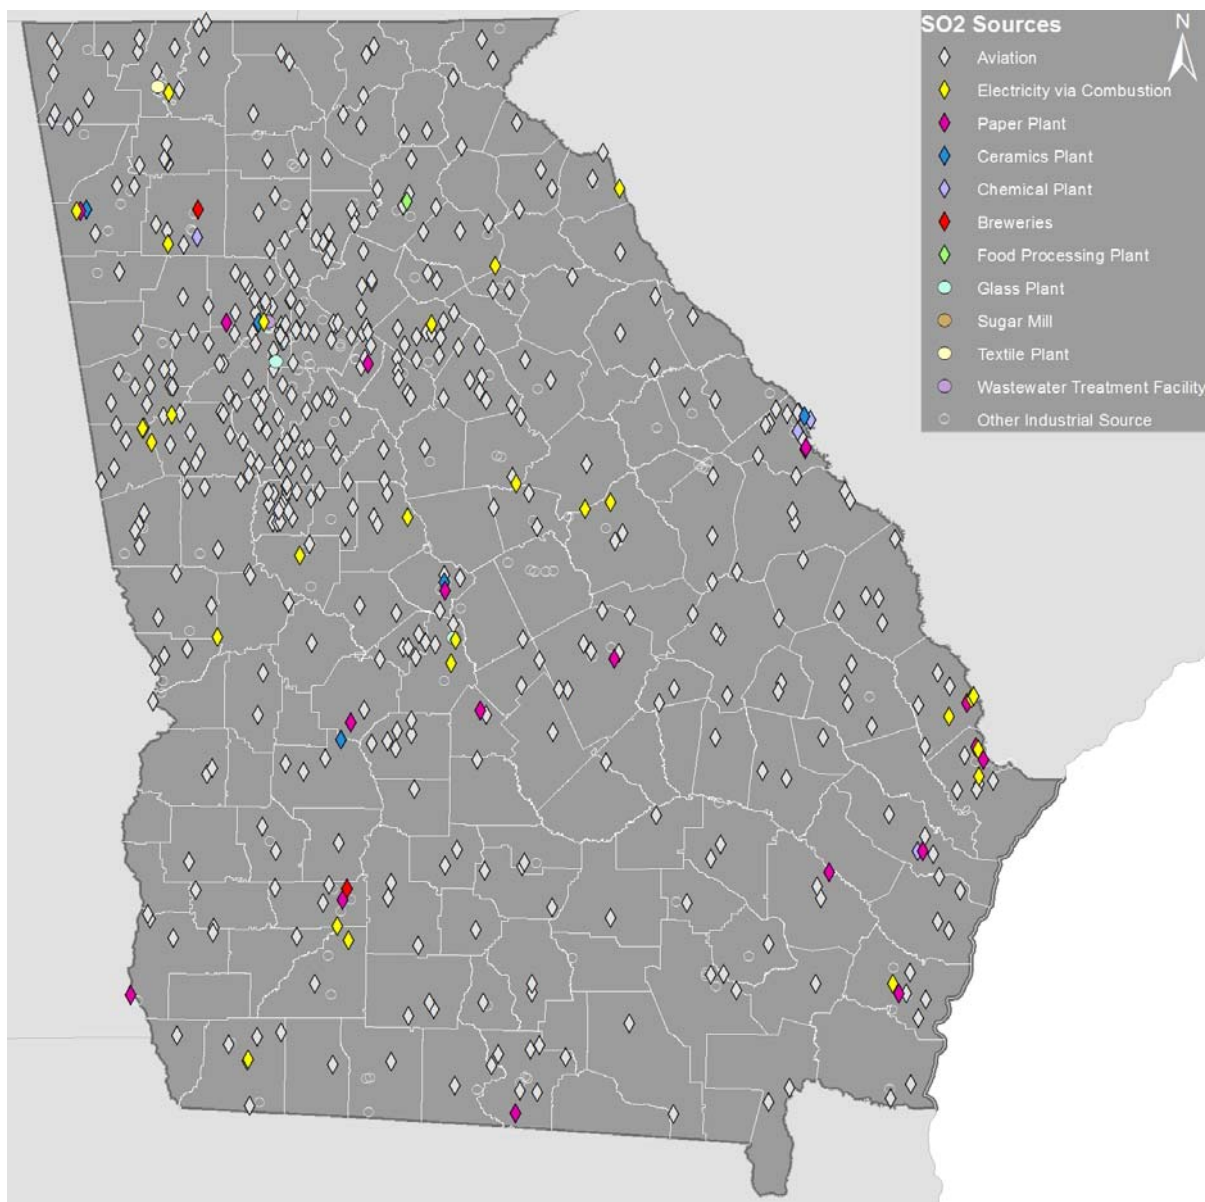 SO2 Sources
N
Aviation
Electricity via Combustion
Paper Plant
Ceramics Plant
Chemical Plant
Breweries
Food Processing Plant
Glass Plant
Sugar Mill
Textile Plant
Wastewater Treatment Facility
Other Industrial Source